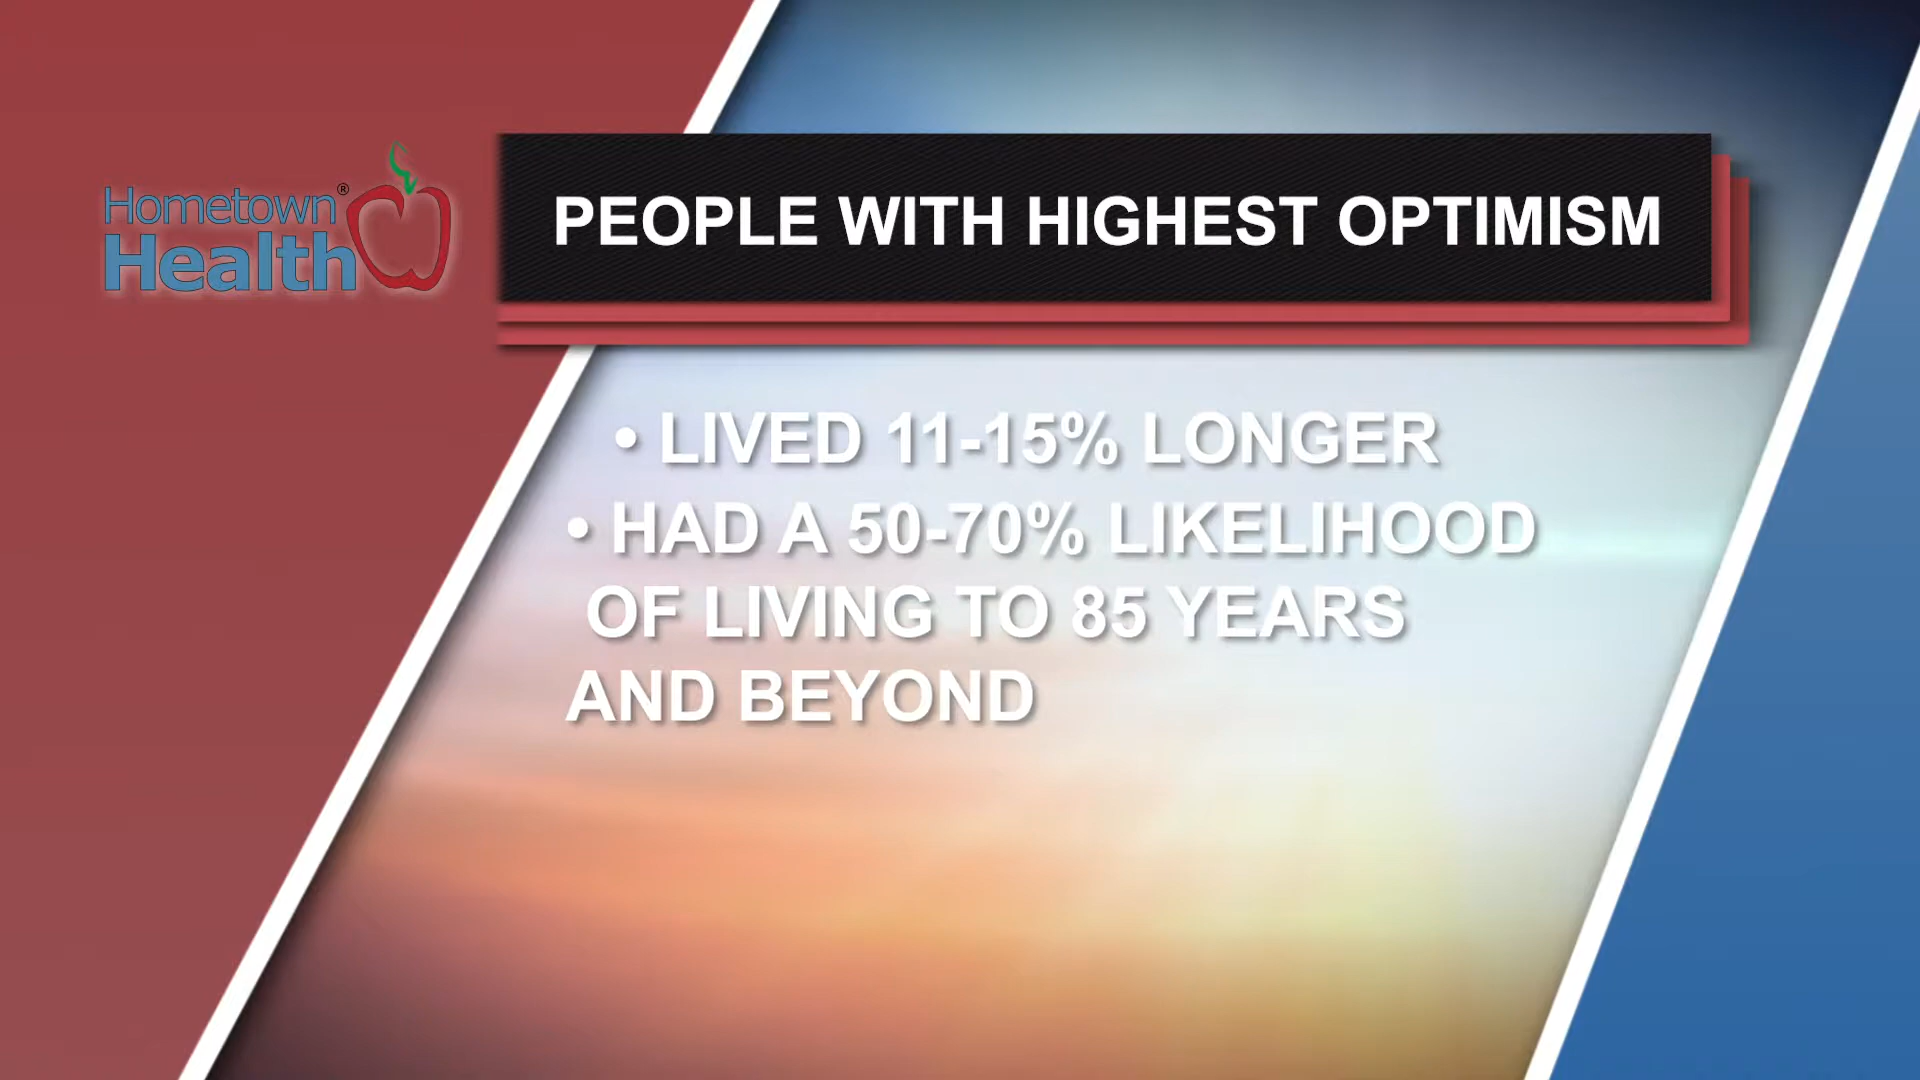 Hometown®
Health
PEOPLE WITH HIGHEST OPTIMISM
• LIVED 11-15% LONGER
• HAD A 50-70% LIKELIHOOD
OF LIVING TO 85 YEARS
AND BEYOND